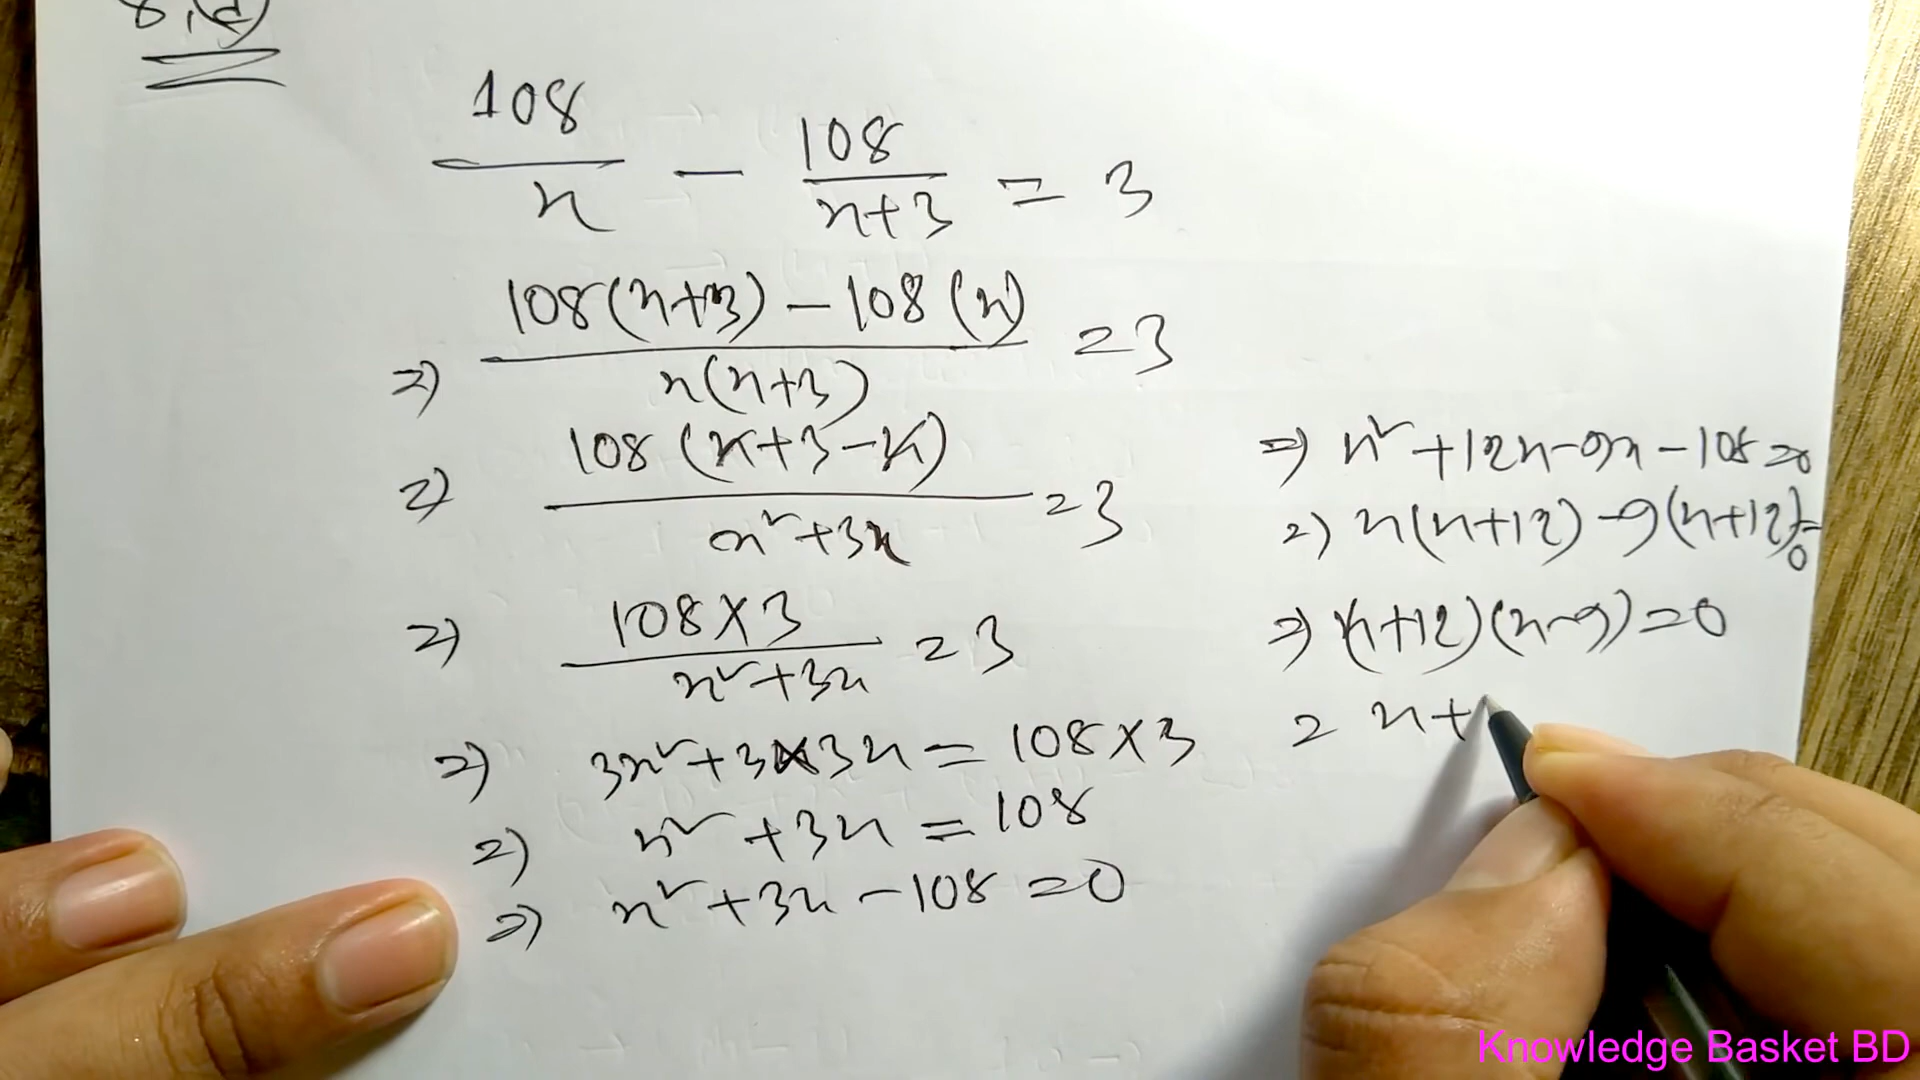 108/n - 108/n+3 = 3
⇒ 108(n+3) - 108(n) / n(n+3) = 3
⇒ 108(x+3-x) / x²+3x = 3
⇒ 108×3 / x²+3x = 3
⇒ 3x²+3×3x = 108×3
⇒ x²+3x = 108
⇒ x²+3x-108 = 0
⇒ x²+12x-9x-108 = 0
⇒ x(x+12)-9(x+12) = 0
⇒ (x+12)(x-9) = 0
= x+
Knowledge Basket BD